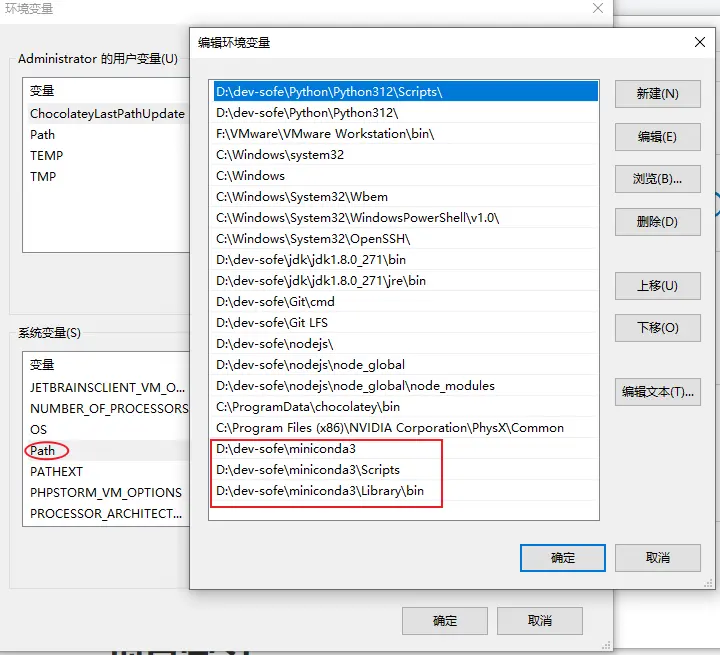 环境变量
Administrator 的用户变量(U)
变量
ChocolateyLastPathUpdate
Path
TEMP
TMP
系统变量(S)
变量
JETBRAINSCLIENT_VM_O...
NUMBER_OF_PROCESSORS
OS
Path
PATHEXT
PHPSTORM_VM_OPTIONS
PROCESSOR_ARCHITECT...
确定
取消
编辑环境变量
D:\dev-sofe\Python\Python312\Scripts\
D:\dev-sofe\Python\Python312\
F:\VMware\VMware Workstation\bin\
C:\Windows\system32
C:\Windows
C:\Windows\System32\Wbem
C:\Windows\System32\WindowsPowerShell\v1.0\
C:\Windows\System32\OpenSSH\
D:\dev-sofe\jdk\jdk1.8.0_271\bin
D:\dev-sofe\jdk\jdk1.8.0_271\jre\bin
D:\dev-sofe\Git\cmd
D:\dev-sofe\Git LFS
D:\dev-sofe\nodejs\
D:\dev-sofe\nodejs\node_global
D:\dev-sofe\nodejs\node_global\node_modules
C:\ProgramData\chocolatey\bin
C:\Program Files (x86)\NVIDIA Corporation\PhysX\Common
D:\dev-sofe\miniconda3
D:\dev-sofe\miniconda3\Scripts
D:\dev-sofe\miniconda3\Library\bin
新建(N)
编辑(E)
浏览(B)...
删除(D)
上移(U)
下移(O)
编辑文本(T)...
确定
取消